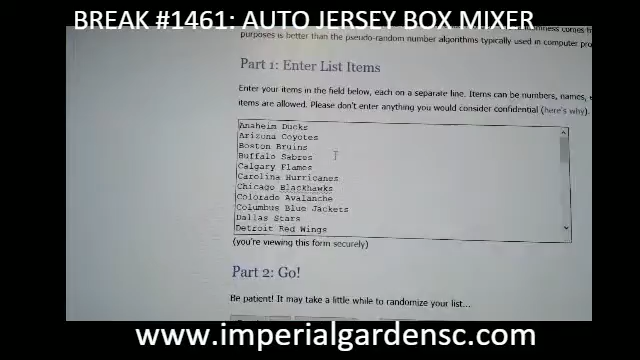 BREAK #1461: AUTO JERSEY BOX MIXER
purposes is better than the pseudo-random number algorithms typically used in computer pro
Part 1: Enter List Items
Enter your items in the field below, each on a separate line. Items can be numbers, names,
items are allowed. Please don't enter anything you would consider confidential (here's why).
Anaheim Ducks
Arizona Coyotes
Boston Bruins
Buffalo Sabres
Calgary Flames
Carolina Hurricanes
Chicago Blackhawks
Colorado Avalanche
Columbus Blue Jackets
Dallas Stars
Detroit Red Wings
(you're viewing this form securely)
Part 2: Go!
Be patient! It may take a little while to randomize your list...
www.imperialgardensc.com